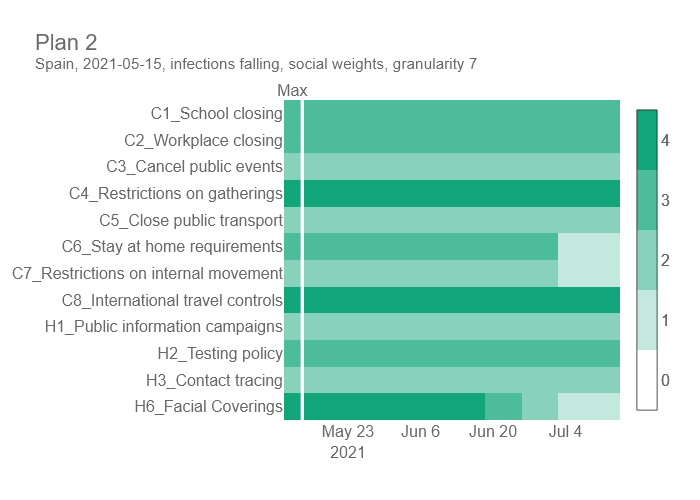 Plan 2
Spain, 2021-05-15, infections falling, social weights, granularity 7
Max
C1_School closing
C2_Workplace closing
C3_Cancel public events
C4_Restrictions on gatherings
C5_Close public transport
C6_Stay at home requirements
C7_Restrictions on internal movement
C8_International travel controls
H1_Public information campaigns
H2_Testing policy
H3_Contact tracing
H6_Facial Coverings
4
3
2
1
0
May 23 Jun 6 Jun 20 Jul 4
2021